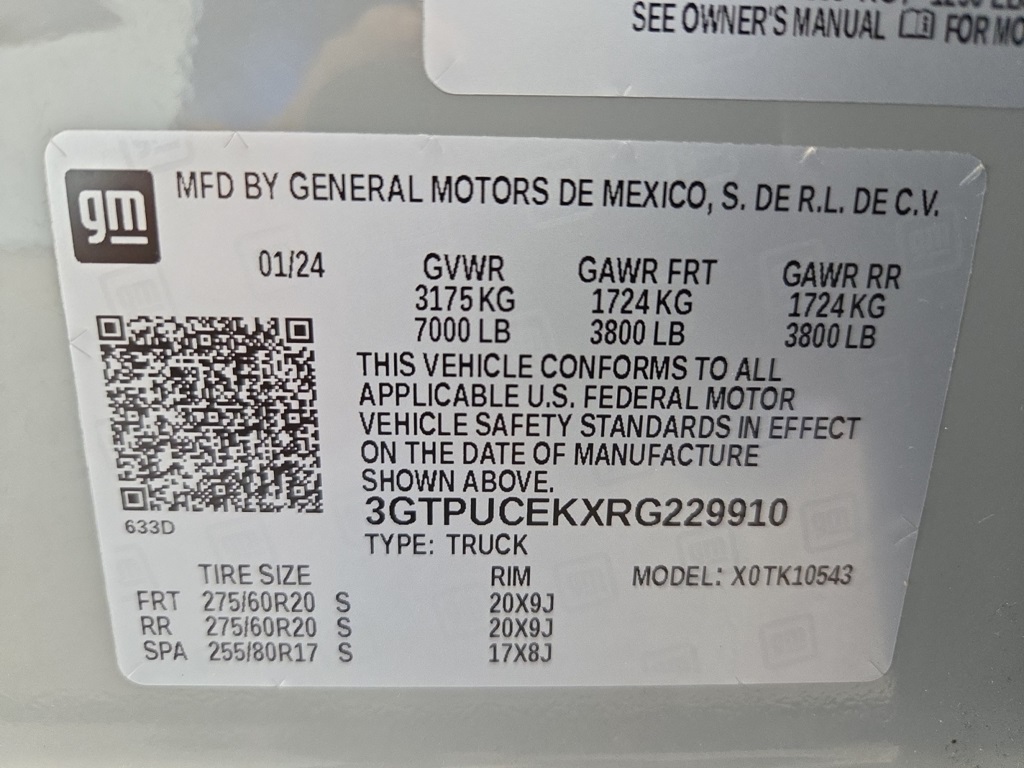 SEE OWNER'S MANUAL FOR
gm
MFD BY GENERAL MOTORS DE MEXICO, S. DE R.L. DE C.V.
01/24 GVWR GAWR FRT GAWR RR
3175 KG 1724 KG 1724 KG
7000 LB 3800 LB 3800 LB
THIS VEHICLE CONFORMS TO ALL
APPLICABLE U.S. FEDERAL MOTOR
VEHICLE SAFETY STANDARDS IN EFFECT
ON THE DATE OF MANUFACTURE
SHOWN ABOVE.
3GTPUCEKXRG229910
633D
TYPE: TRUCK
TIRE SIZE RIM MODEL: X0TK10543
FRT 275/60R20 S 20X9J
RR 275/60R20 S 20X9J
SPA 255/80R17 S 17X8J